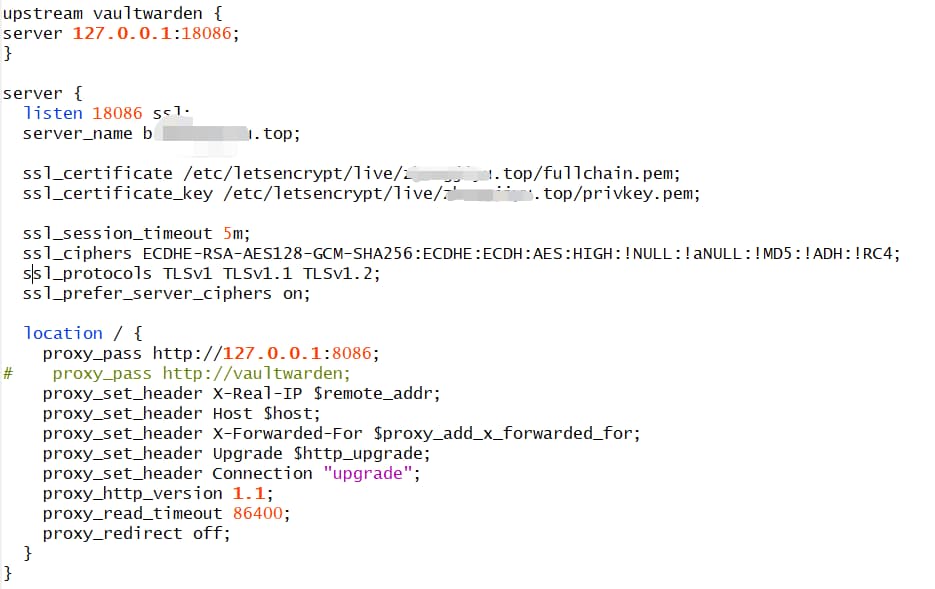 upstream vaultwarden {
server 127.0.0.1:18086;
}
server {
listen 18086 ssl;
server_name b .top;
ssl_certificate /etc/letsencrypt/live/ .top/fullchain.pem;
ssl_certificate_key /etc/letsencrypt/live/ .top/privkey.pem;
ssl_session_timeout 5m;
ssl_ciphers ECDHE-RSA-AES128-GCM-SHA256:ECDHE:ECDH:AES:HIGH:!NULL:!aNULL:!MD5:!ADH:!RC4;
ssl_protocols TLSv1 TLSv1.1 TLSv1.2;
ssl_prefer_server_ciphers on;
location / {
proxy_pass http://127.0.0.1:8086;
# proxy_pass http://vaultwarden;
proxy_set_header X-Real-IP $remote_addr;
proxy_set_header Host $host;
proxy_set_header X-Forwarded-For $proxy_add_x_forwarded_for;
proxy_set_header Upgrade $http_upgrade;
proxy_set_header Connection "upgrade";
proxy_http_version 1.1;
proxy_read_timeout 86400;
proxy_redirect off;
}
}